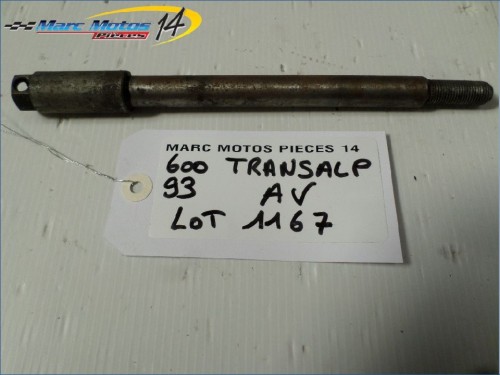 Marc Motos 14
PIECES
MARC MOTOS PIECES 14
600 TRANSALP
93 AV
LOT 1167